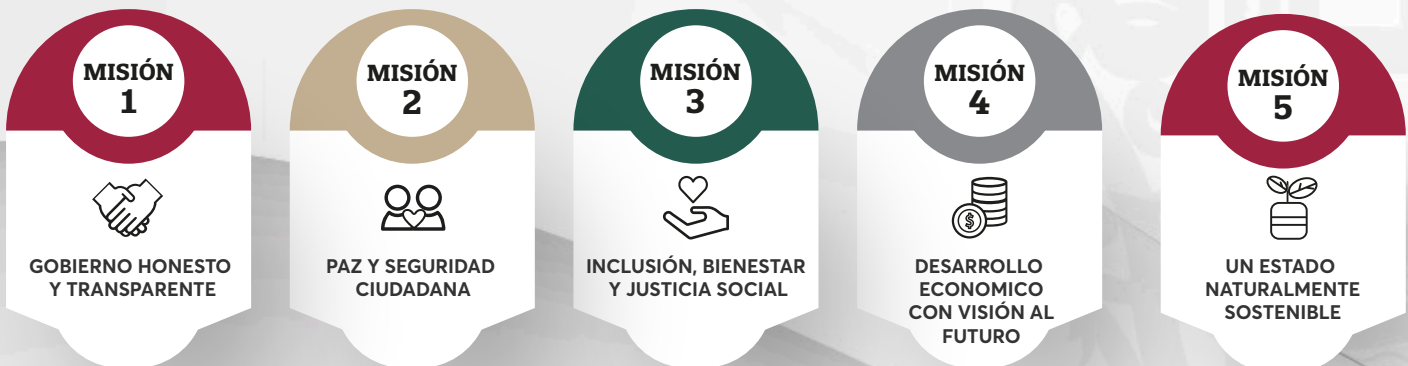 MISIÓN
1
GOBIERNO HONESTO
Y TRANSPARENTE
MISIÓN
2
PAZ Y SEGURIDAD
CIUDADANA
MISIÓN
3
INCLUSIÓN, BIENESTAR
Y JUSTICIA SOCIAL
MISIÓN
4
$
DESARROLLO
ECONOMICO
CON VISIÓN AL
FUTURO
MISIÓN
5
UN ESTADO
NATURALMENTE
SOSTENIBLE